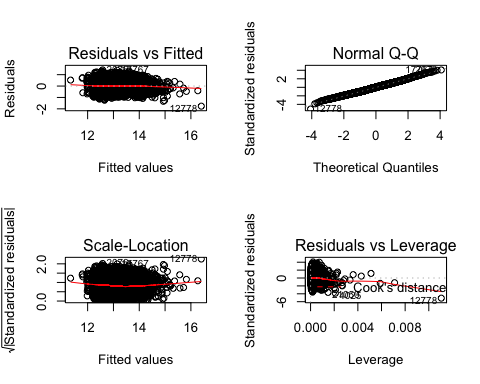 Residuals vs Fitted
Residuals
0
-2
12778
12
14
16
Fitted values
Normal Q-Q
Standardized residuals
2
-4
12778
-4
-2
0
2
4
Theoretical Quantiles
Scale-Location
√|Standardized residuals|
2.0
0.0
12778
12
14
16
Fitted values
Residuals vs Leverage
Standardized residuals
0
-6
Cook's distance
12778
0.000
0.004
0.008
Leverage